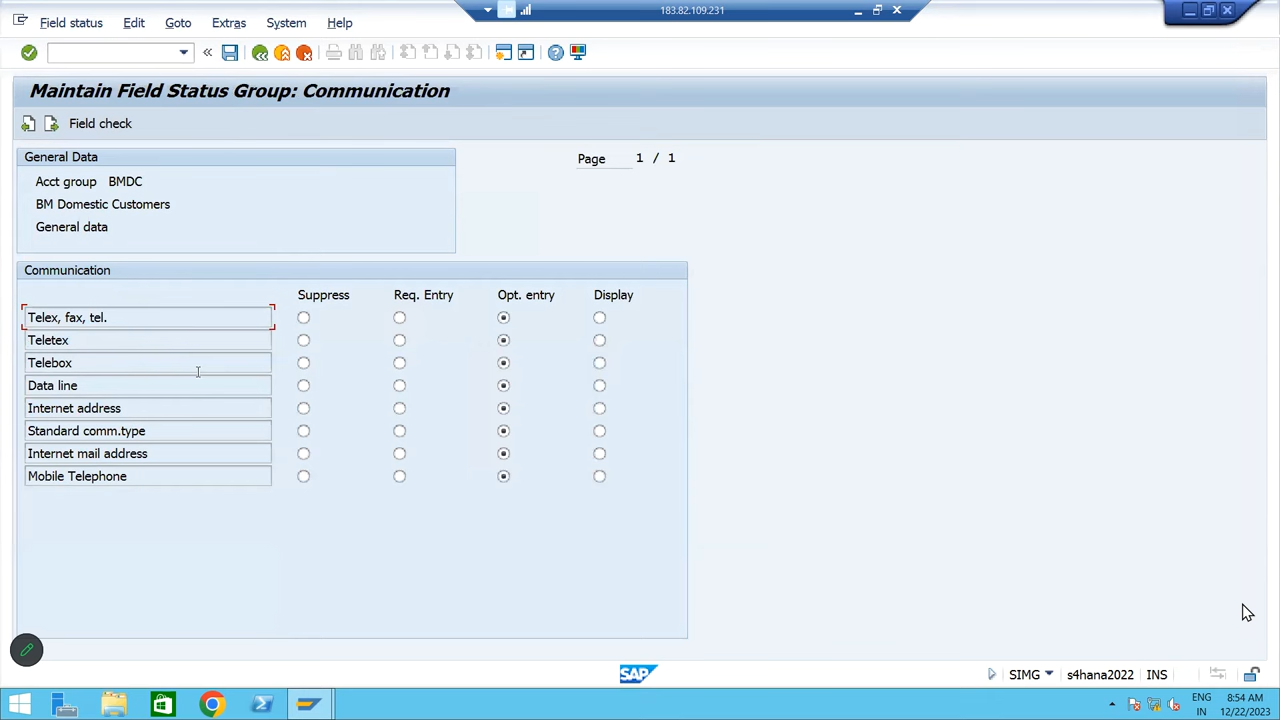 183.82.109.231
Field status Edit Goto Extras System Help
Maintain Field Status Group: Communication
Field check
General Data
Page 1 / 1
Acct group BMDC
BM Domestic Customers
General data
Communication
Suppress Req. Entry Opt. entry Display
Telex, fax, tel.
Teletex
Telebox
Data line
Internet address
Standard comm.type
Internet mail address
Mobile Telephone
SAP
SIMG s4hana2022 INS
ENG 8:54 AM
IN 12/22/2023